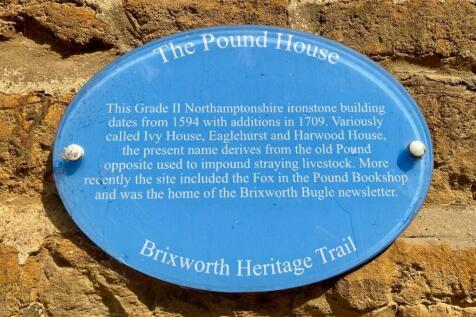 The Pound House
This Grade II Northamptonshire ironstone building
dates from 1594 with additions in 1709. Variously
called Ivy House, Eaglehurst and Harwood House,
the present name derives from the old Pound
opposite used to impound straying livestock. More
recently the site included the Fox in the Pound Bookshop
and was the home of the Brixworth Bugle newsletter.
Brixworth Heritage Trail